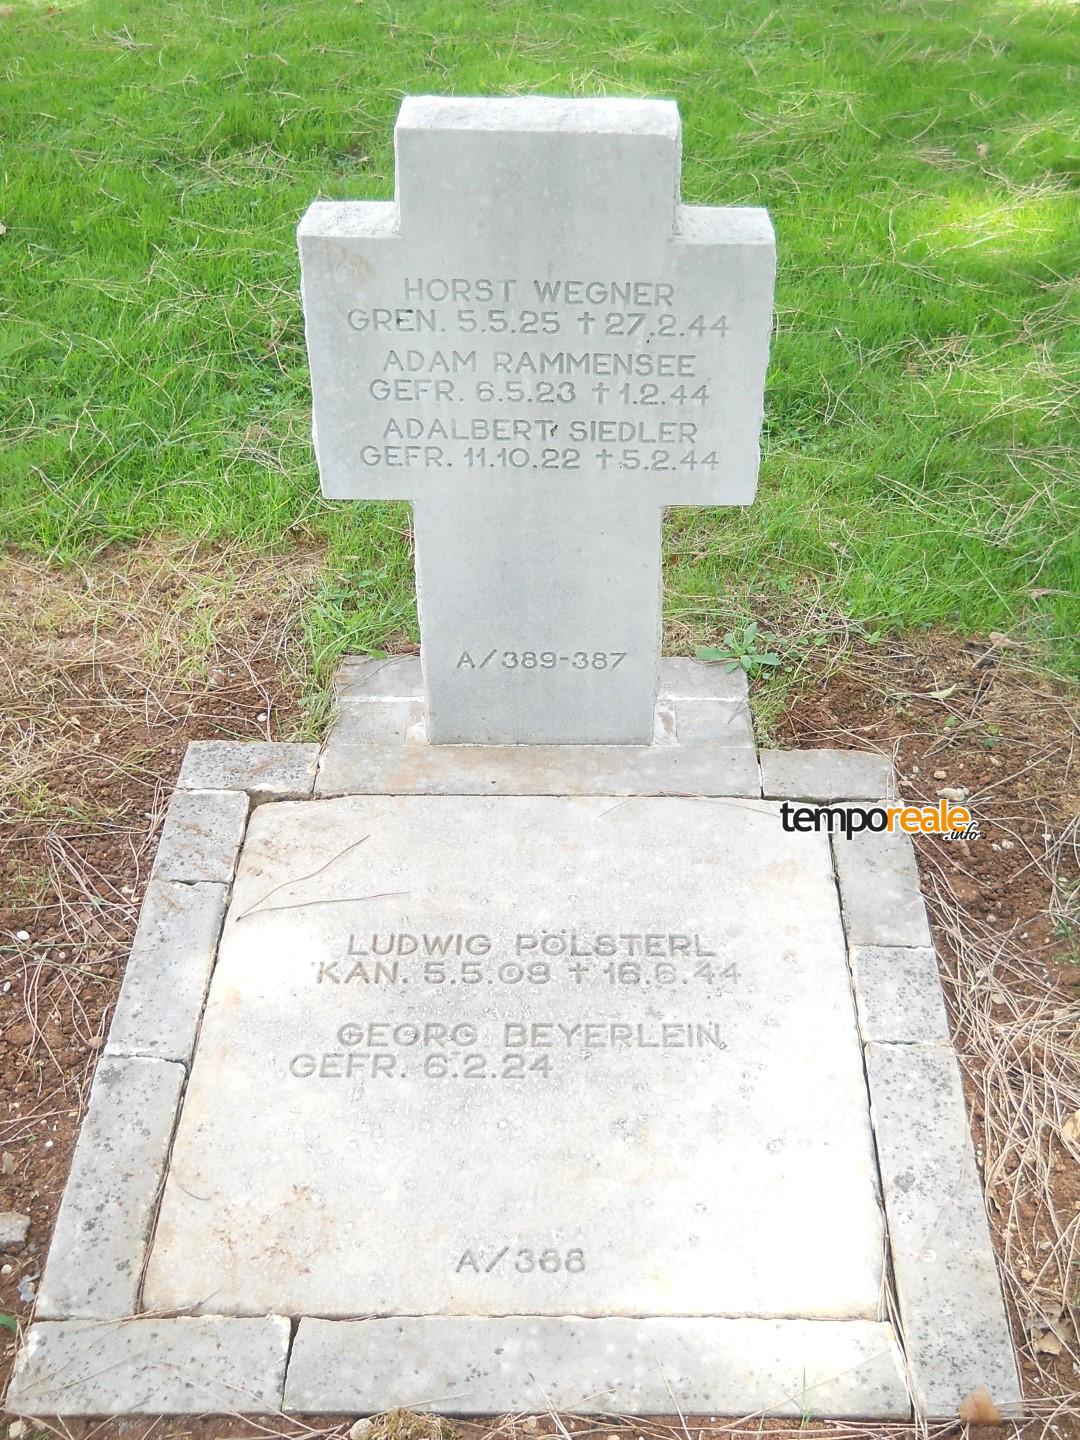 HORST WEGNER
GREN. 5.5.25 † 27.2.44
ADAM RAMMENSEE
GEFR. 6.5.23 † 1.2.44
ADALBERT SIEDLER
GEFR. 11.10.22 † 5.2.44
A/389-387
temporeale.info
LUDWIG PÖLSTERL
KAN. 5.5.09 † 16.6.44
GEORG BEYERLEIN
GEFR. 6.2.24
A/388